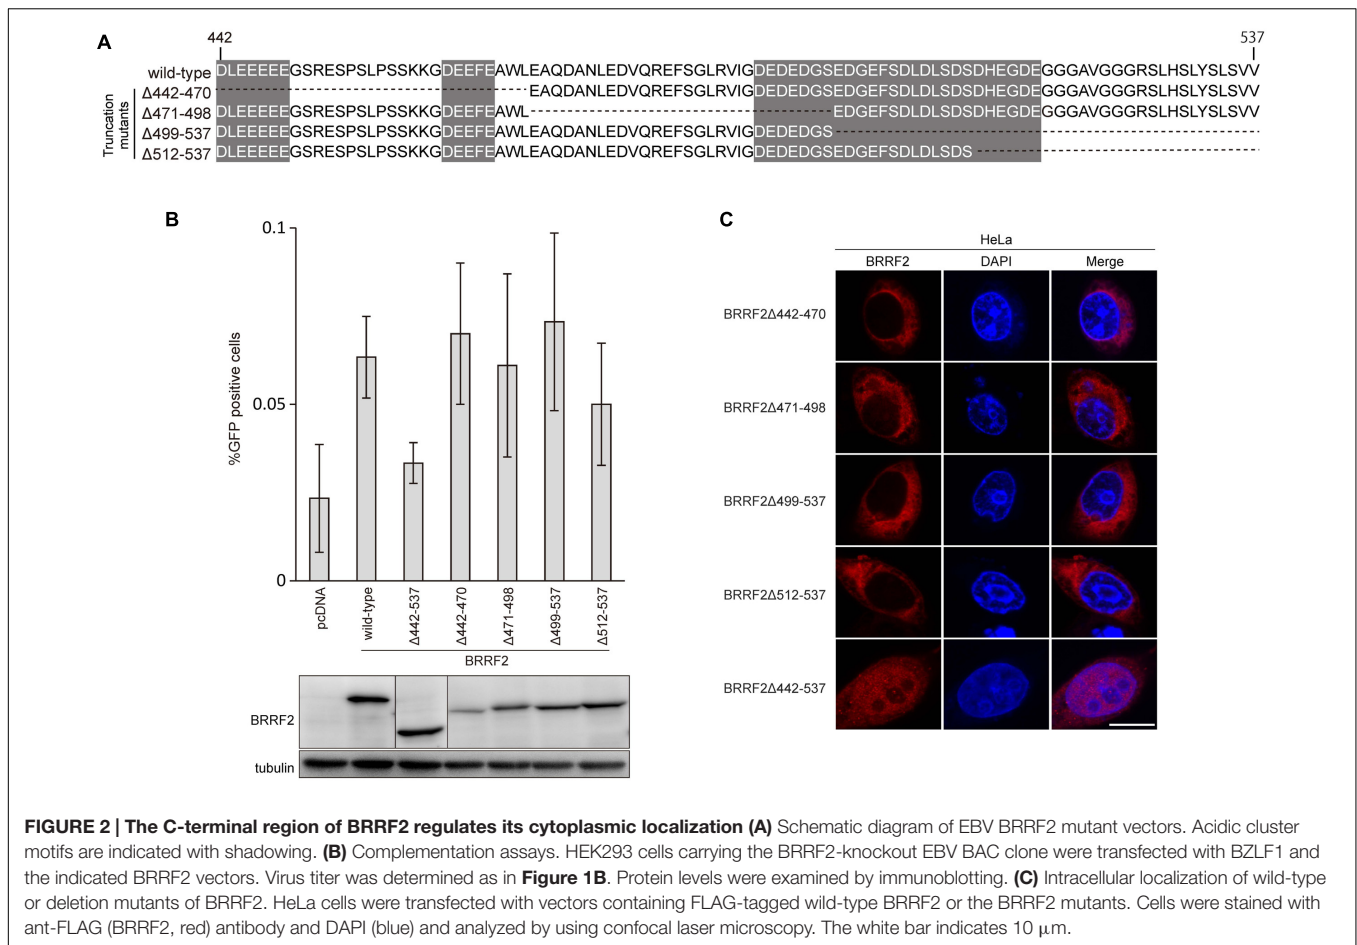 A
442
537
wild-type DLEEEEEEGSRESPSLPSSKKGDEEFEAWLEAQDANLEDVQREFSGLRVIGDEDEDGSEDGEFSDLDLSDSDHEGDEGGGAVGGGRSLHSLYSLSVV
Truncation mutants
Δ442-470 EAQDANLEDVQREFSGLRVIGDEDEDGSEDGEFSDLDLSDSDHEGDEGGGAVGGGRSLHSLYSLSVV
Δ471-498 DLEEEEEEGSRESPSLPSSKKGDEEFEAWL EDGEFSDLDLSDSDHEGDEGGGAVGGGRSLHSLYSLSVV
Δ499-537 DLEEEEEEGSRESPSLPSSKKGDEEFEAWLEAQDANLEDVQREFSGLRVIGDEDEDGS
Δ512-537 DLEEEEEEGSRESPSLPSSKKGDEEFEAWLEAQDANLEDVQREFSGLRVIGDEDEDGSEDGEFSDLDLSDS
B
0.1
0.05
0
%GFP positive cells
pcDNA
wild-type
Δ442-537
Δ442-470
Δ471-498
Δ499-537
Δ512-537
BRRF2
BRRF2
tubulin
C
HeLa
BRRF2 DAPI Merge
BRRF2Δ442-470
BRRF2Δ471-498
BRRF2Δ499-537
BRRF2Δ512-537
BRRF2Δ442-537
FIGURE 2 | The C-terminal region of BRRF2 regulates its cytoplasmic localization (A) Schematic diagram of EBV BRRF2 mutant vectors. Acidic cluster
motifs are indicated with shadowing. (B) Complementation assays. HEK293 cells carrying the BRRF2-knockout EBV BAC clone were transfected with BZLF1 and
the indicated BRRF2 vectors. Virus titer was determined as in Figure 1B. Protein levels were examined by immunoblotting. (C) Intracellular localization of wild-type
or deletion mutants of BRRF2. HeLa cells were transfected with vectors containing FLAG-tagged wild-type BRRF2 or the BRRF2 mutants. Cells were stained with
ant-FLAG (BRRF2, red) antibody and DAPI (blue) and analyzed by using confocal laser microscopy. The white bar indicates 10 μm.